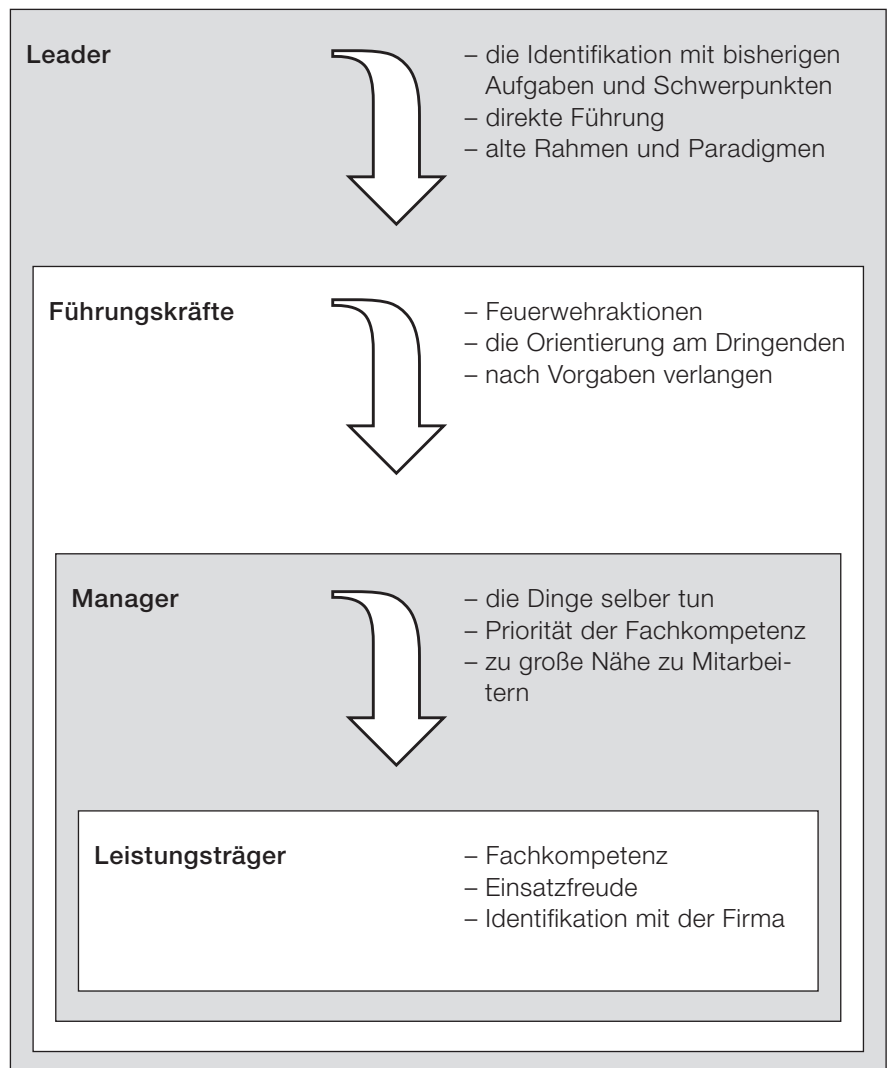 Leader
– die Identifikation mit bisherigen
Aufgaben und Schwerpunkten
– direkte Führung
– alte Rahmen und Paradigmen
Führungskräfte
– Feuerwehraktionen
– die Orientierung am Dringenden
– nach Vorgaben verlangen
Manager
– die Dinge selber tun
– Priorität der Fachkompetenz
– zu große Nähe zu Mitarbei-
tern
Leistungsträger
– Fachkompetenz
– Einsatzfreude
– Identifikation mit der Firma